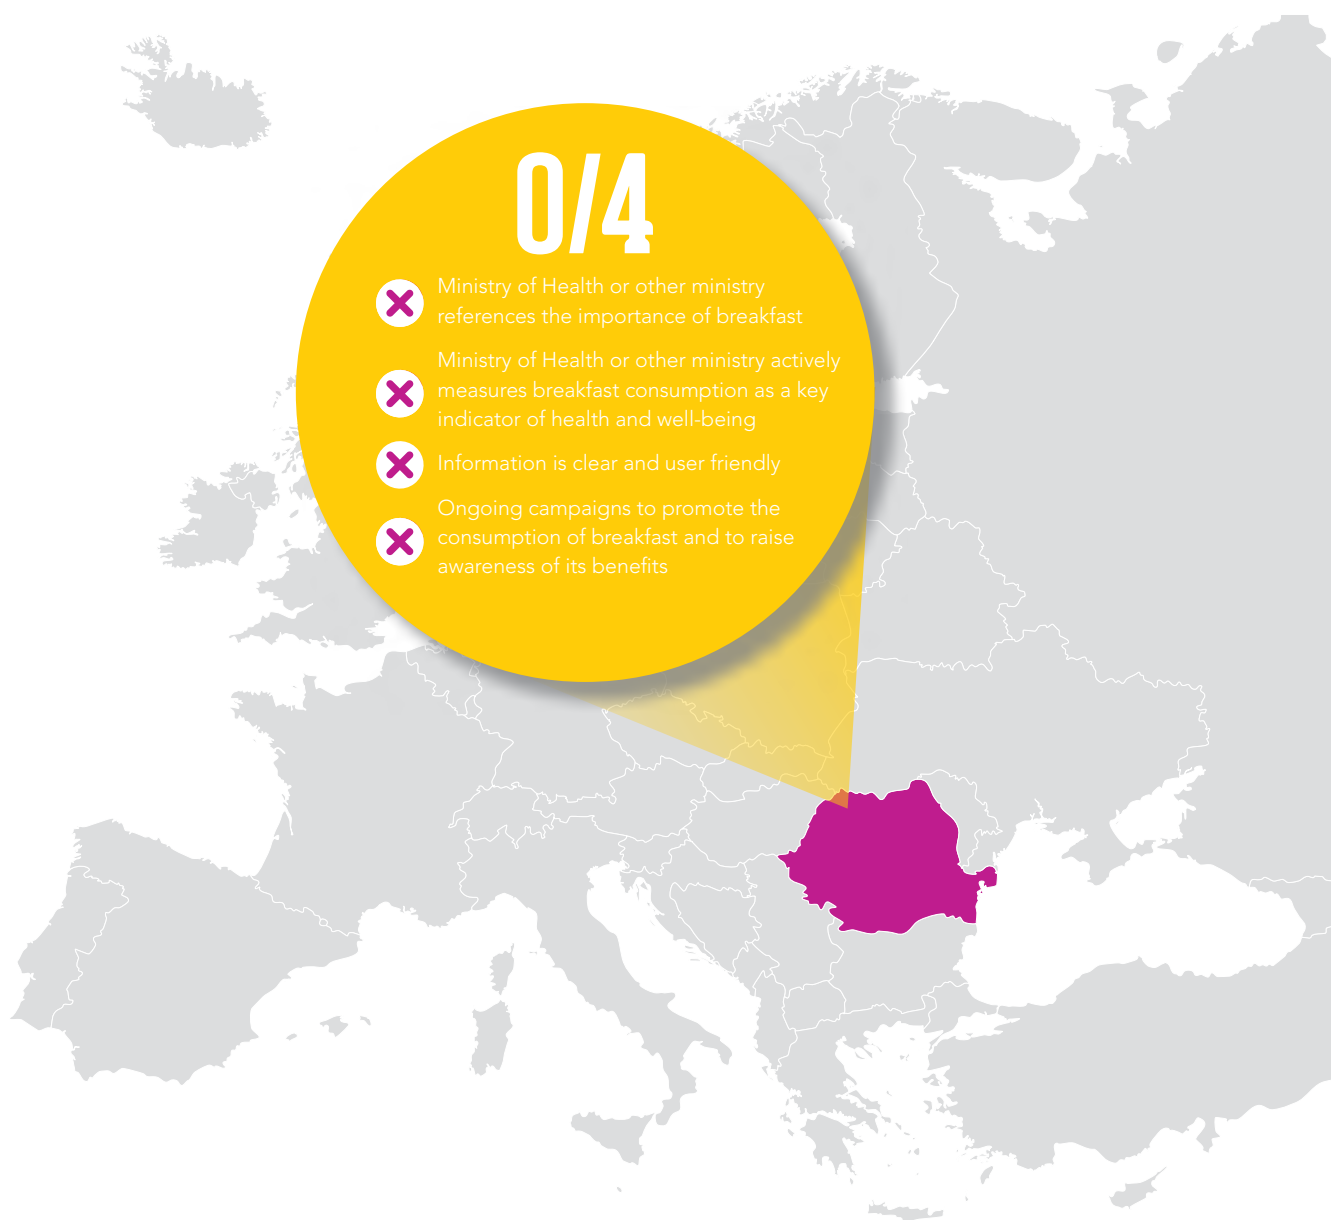 0/4
Ministry of Health or other ministry
references the importance of breakfast
Ministry of Health or other ministry actively
measures breakfast consumption as a key
indicator of health and well-being
Information is clear and user friendly
Ongoing campaigns to promote the
consumption of breakfast and to raise
awareness of its benefits